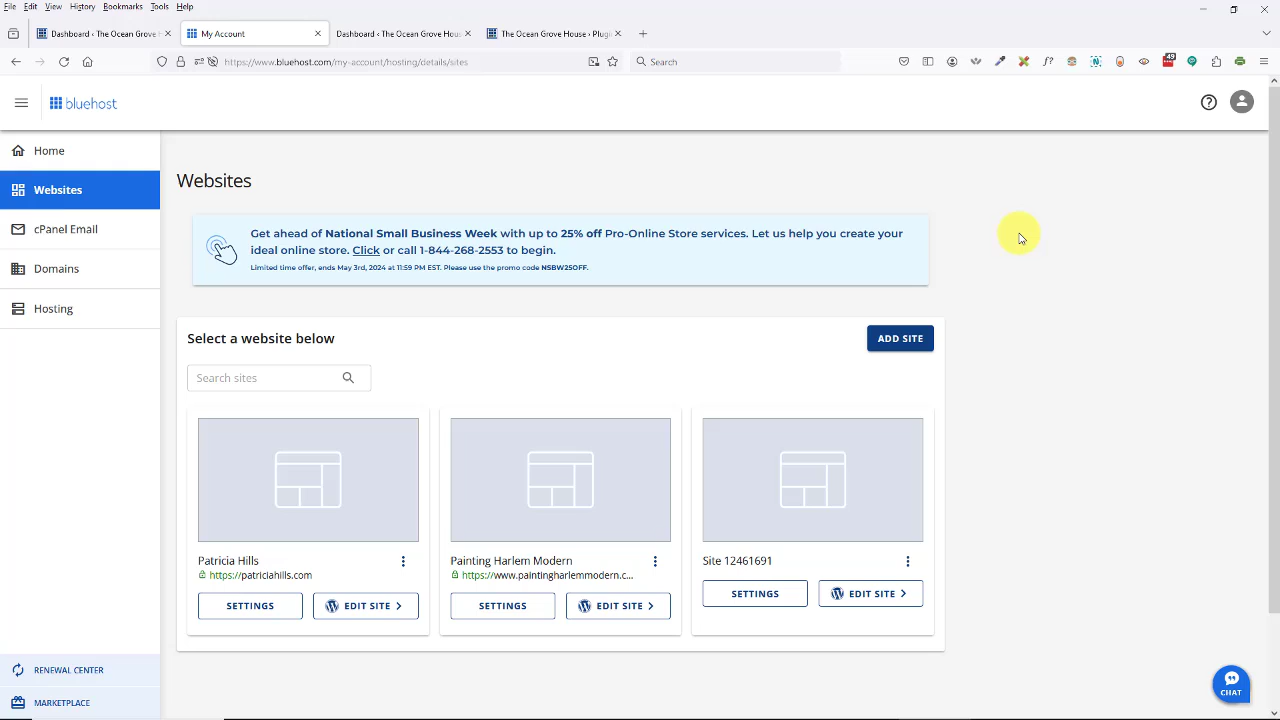 File Edit View History Bookmarks Tools Help
Dashboard ‹ The Ocean Grove H
My Account
Dashboard ‹ The Ocean Grove Hous
The Ocean Grove House ‹ Plugin
https://www.bluehost.com/my-account/hosting/details/sites
Search
49
f?
N
bluehost
Home
Websites
cPanel Email
Domains
Hosting
RENEWAL CENTER
MARKETPLACE
Websites
Get ahead of National Small Business Week with up to 25% off Pro-Online Store services. Let us help you create your
ideal online store. Click or call 1-844-268-2553 to begin.
Limited time offer, ends May 3rd, 2024 at 11:59 PM EST. Please use the promo code NSBW25OFF.
Select a website below
ADD SITE
Search sites
Patricia Hills
https://patriciahills.com
SETTINGS
EDIT SITE
Painting Harlem Modern
https://www.paintingharlemmodern.c...
SETTINGS
EDIT SITE
Site 12461691
SETTINGS
EDIT SITE
CHAT